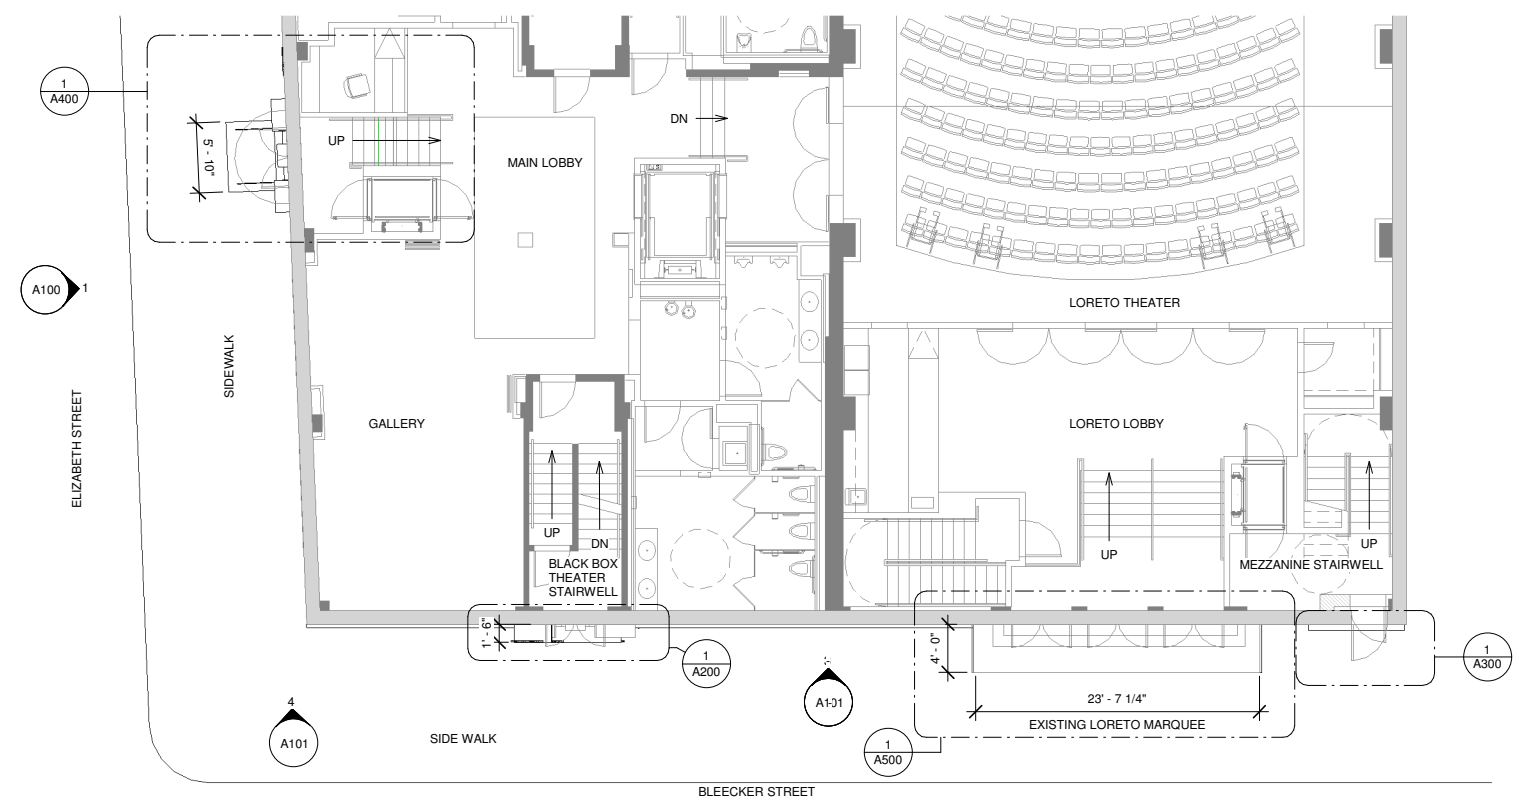 1
A400
UP
DN
5' - 10"
MAIN LOBBY
A100
1
LORETO THEATER
SIDEWALK
ELIZABETH STREET
GALLERY
LORETO LOBBY
UP
DN
UP
UP
BLACK BOX
THEATER
STAIRWELL
MEZZANINE STAIRWELL
1' - 6"
4' - 0"
1
A200
1
A300
23' - 7 1/4"
EXISTING LORETO MARQUEE
4
A101
A101
SIDE WALK
1
A500
BLEECKER STREET